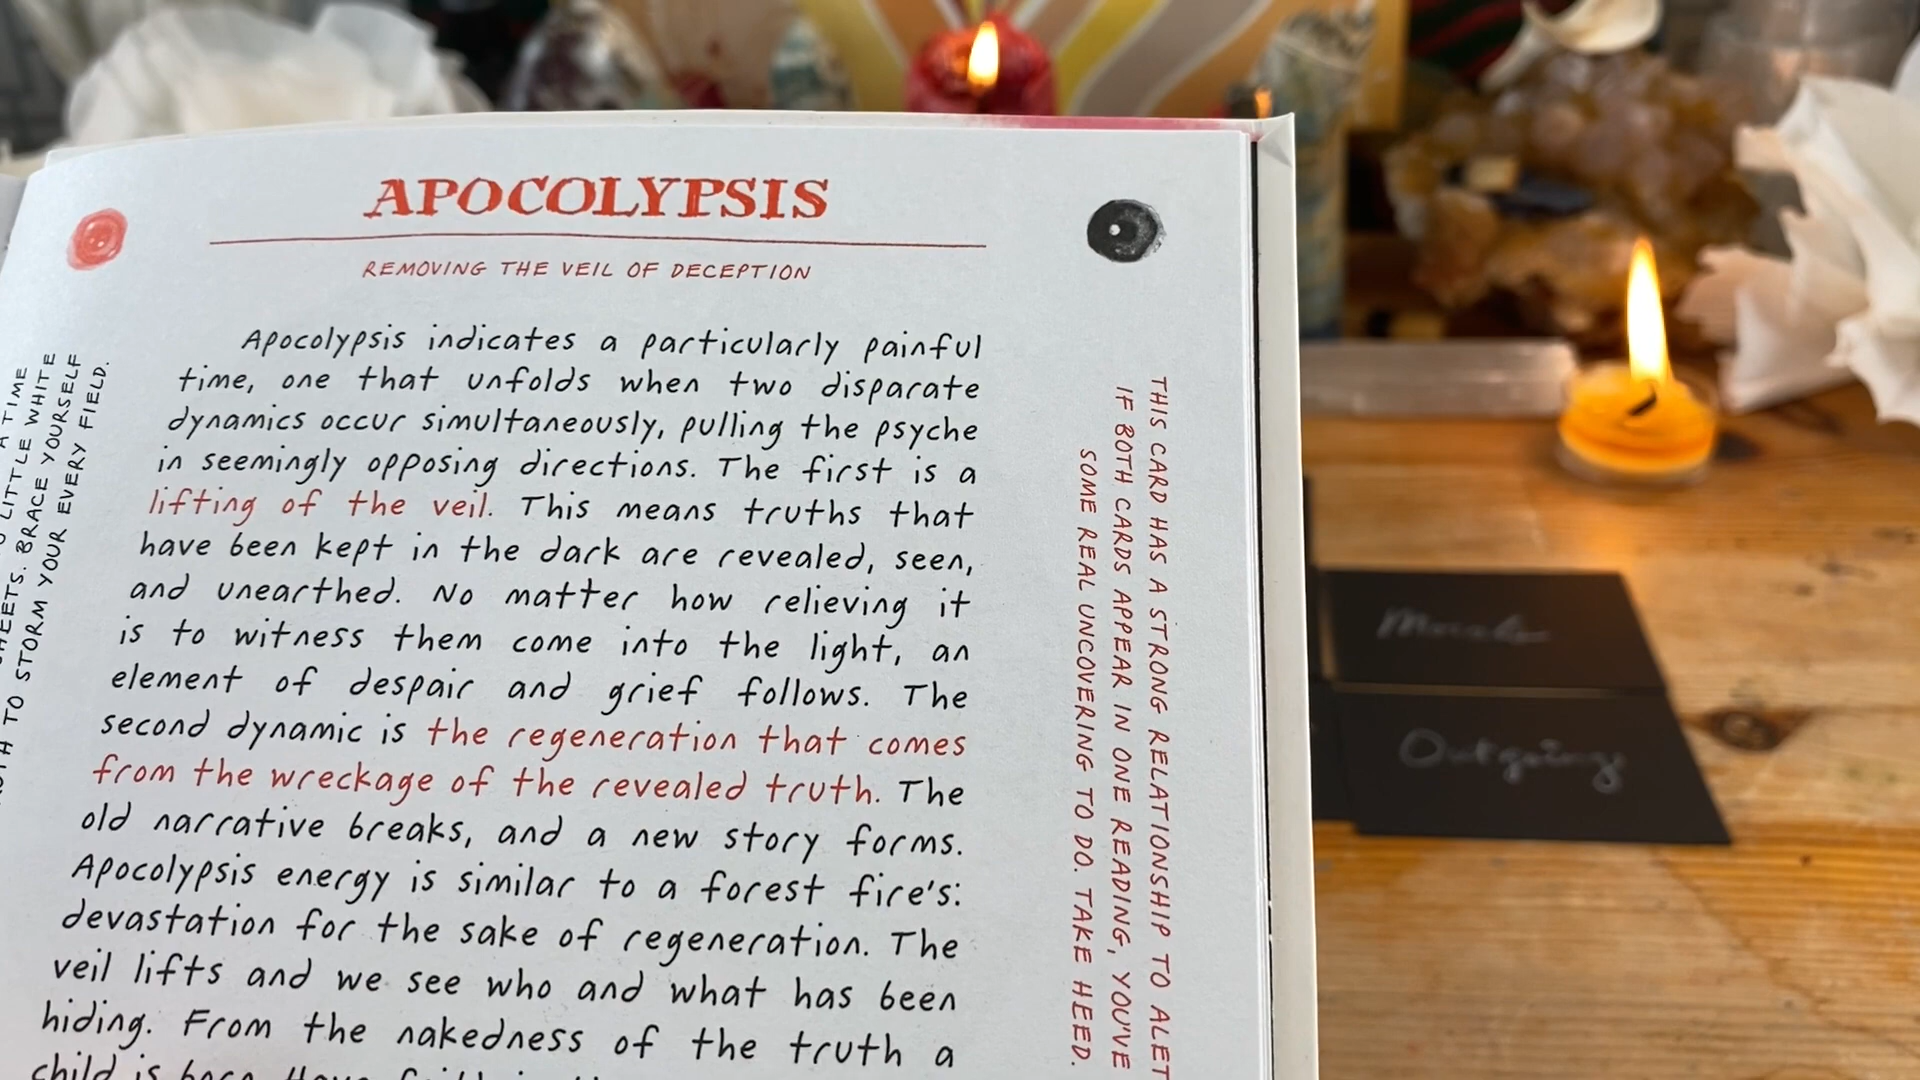 APOCOLYPSIS
REMOVING THE VEIL OF DECEPTION
Apocolypsis indicates a particularly painful
time, one that unfolds when two disparate
dynamics occur simultaneously, pulling the psyche
in seemingly opposing directions. The first is a
lifting of the veil. This means truths that
have been kept in the dark are revealed, seen,
and unearthed. No matter how relieving it
is to witness them come into the light, an
element of despair and grief follows. The
second dynamic is the regeneration that comes
from the wreckage of the revealed truth. The
old narrative breaks, and a new story forms.
Apocolypsis energy is similar to a forest fire's:
devastation for the sake of regeneration. The
veil lifts and we see who and what has been
hiding. From the nakedness of the truth a
child is
THIS CARD HAS A STRONG RELATIONSHIP TO ALET
IF BOTH CARDS APPEAR IN ONE READING, YOU'VE
SOME REAL UNCOVERING TO DO. TAKE HEED.
A TIME
LITTLE WHITE
SHEETS. BRACE YOURSELF
TO STORM YOUR EVERY FIELD.
Outgoing